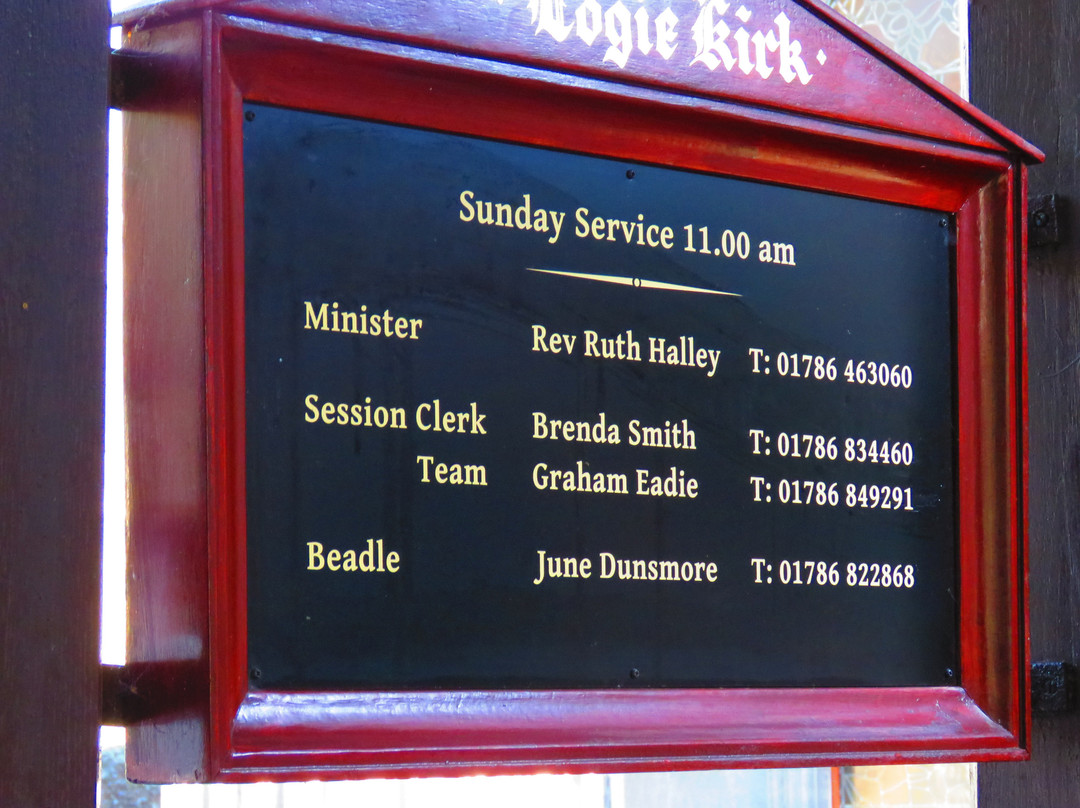 Logie Kirk.
Sunday Service 11.00 am
Minister Rev Ruth Halley T: 01786 463060
Session Clerk Brenda Smith T: 01786 834460
Team Graham Eadie T: 01786 849291
Beadle June Dunsmore T: 01786 822868